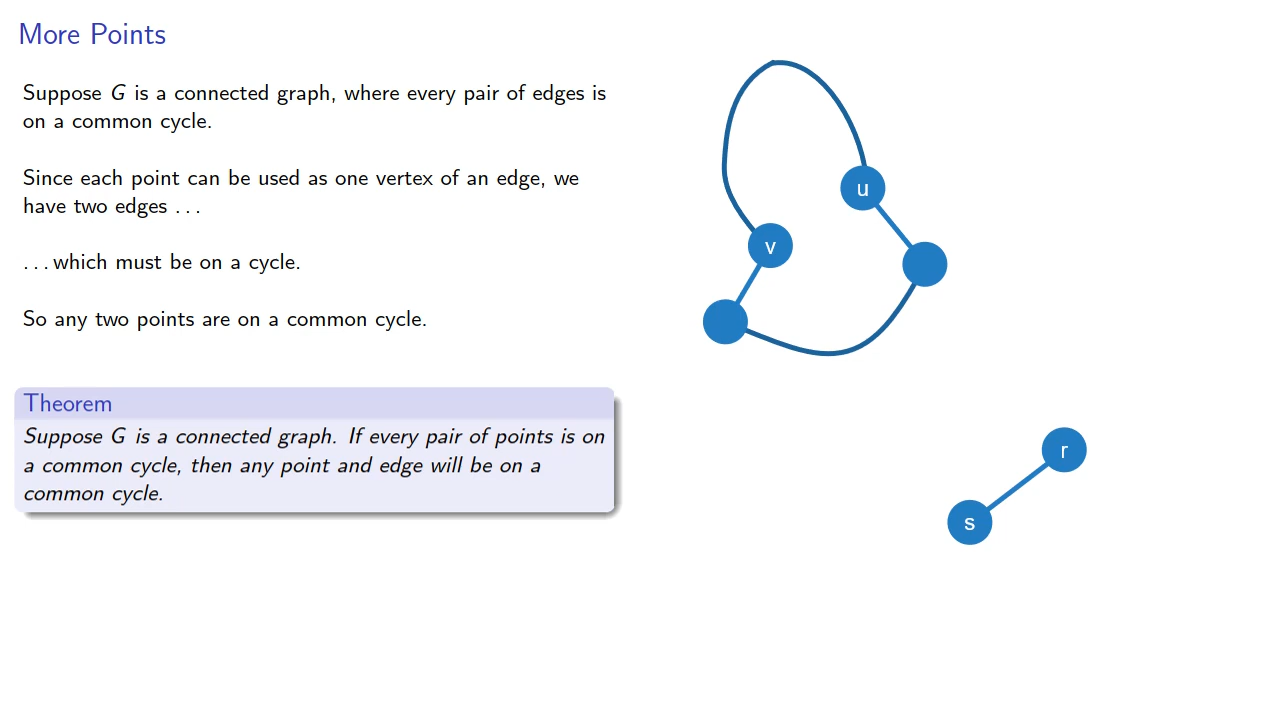 More Points
Suppose G is a connected graph, where every pair of edges is
on a common cycle.
Since each point can be used as one vertex of an edge, we
have two edges . . .
. . . which must be on a cycle.
So any two points are on a common cycle.
Theorem
Suppose G is a connected graph. If every pair of points is on
a common cycle, then any point and edge will be on a
common cycle.
u
v
r
s